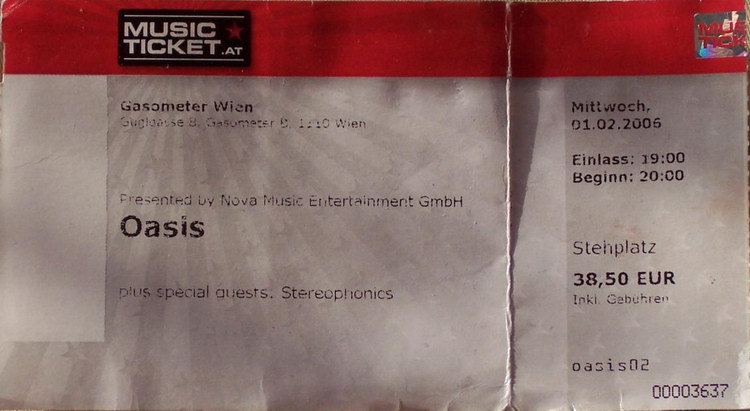 MUSIC
TICKET.AT
Gasometer Wien
Guglgasse 8, Gasometer B, 1110 Wien
Presented by Nova Music Entertainment GmbH
Oasis
plus special guests: Stereophonics
Mittwoch,
01.02.2006
Einlass: 19:00
Beginn: 20:00
Stehplatz
38,50 EUR
Inkl. Gebühren
oasis02
00003637